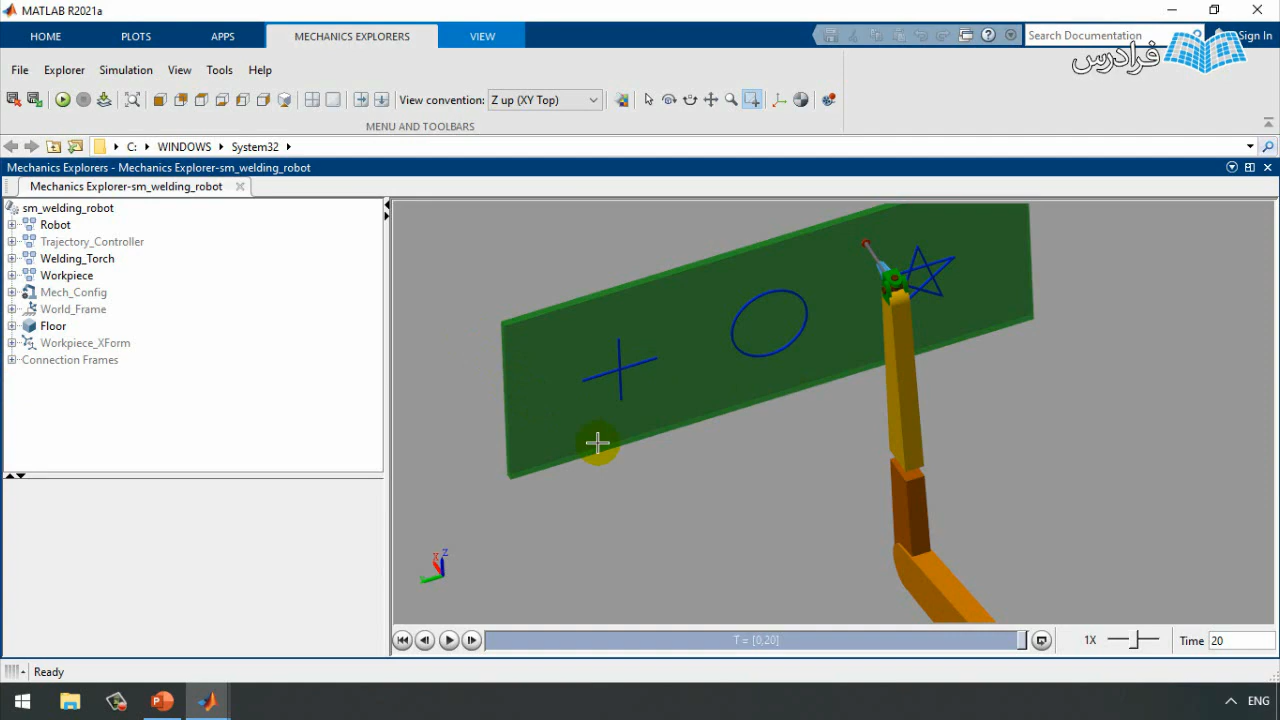 MATLAB R2021a
HOME PLOTS APPS MECHANICS EXPLORERS VIEW Search Documentation Sign In
فرادرس
File Explorer Simulation View Tools Help
View convention: Z up (XY Top)
MENU AND TOOLBARS
C: WINDOWS System32
Mechanics Explorers - Mechanics Explorer-sm_welding_robot
Mechanics Explorer-sm_welding_robot
sm_welding_robot
Robot
Trajectory_Controller
Welding_Torch
Workpiece
Mech_Config
World_Frame
Floor
Workpiece_XForm
Connection Frames
Z
X
T = [0,20] 1X Time 20
Ready
ENG